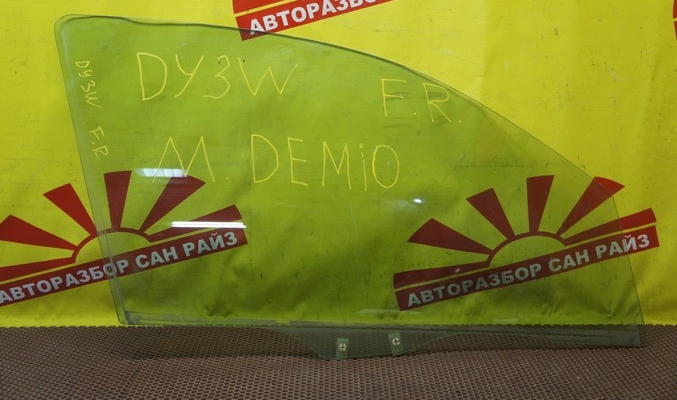 АВТОРАЗБОР
DY3W F.R.
M. DEMiO
DY3W F.R
АВТОРАЗБОР САН РАЙЗ
АВТОРАЗБОР САН РАЙЗ